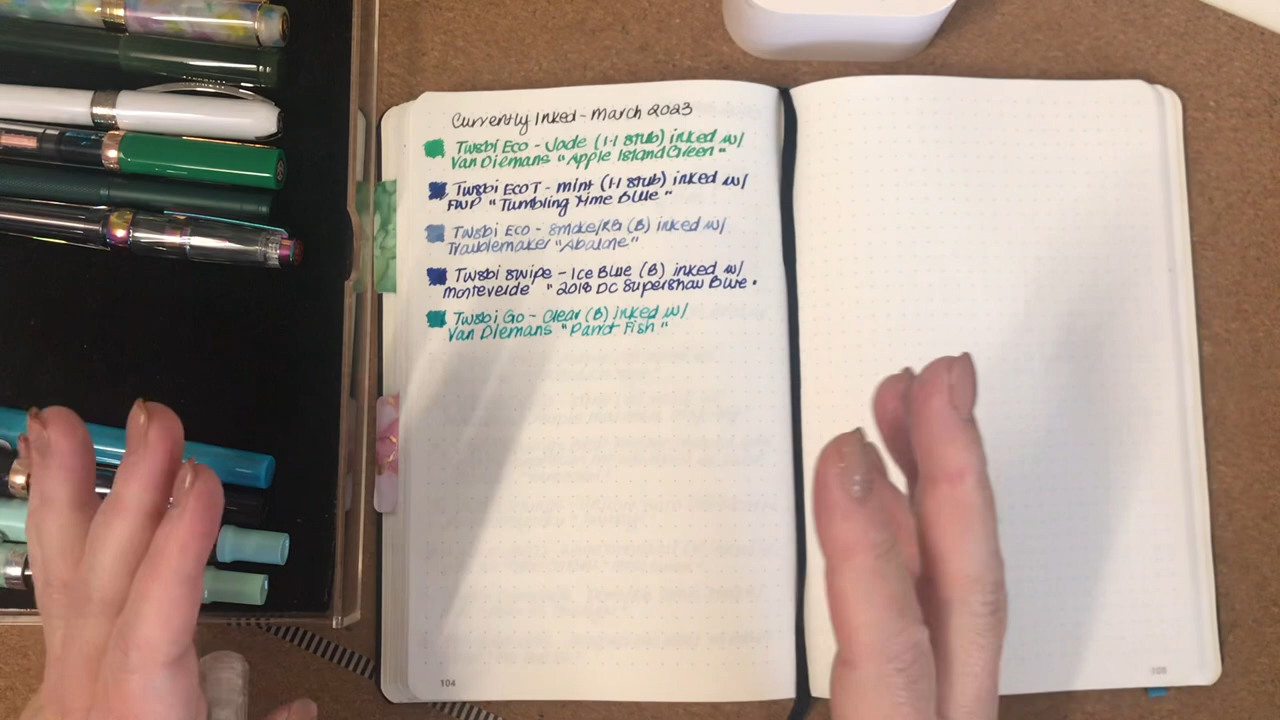 Currently Inked - March 2023
Twsbi Eco - Jade (1.1 Stub) inked w/
Van Diemans "Apple Island Green"
Twsbi ECO T - mint (1.1 stub) inked w/
FWP "Tumbling Time Blue"
Twsbi Eco - Smoke/RG (B) inked w/
Troublemaker "Abalone"
Twsbi Swipe - Ice Blue (B) inked w/
Monteverde "2018 DC Supershow Blue"
Twsbi Go - Clear (B) inked w/
Van Diemans "Parrot Fish"
104
105